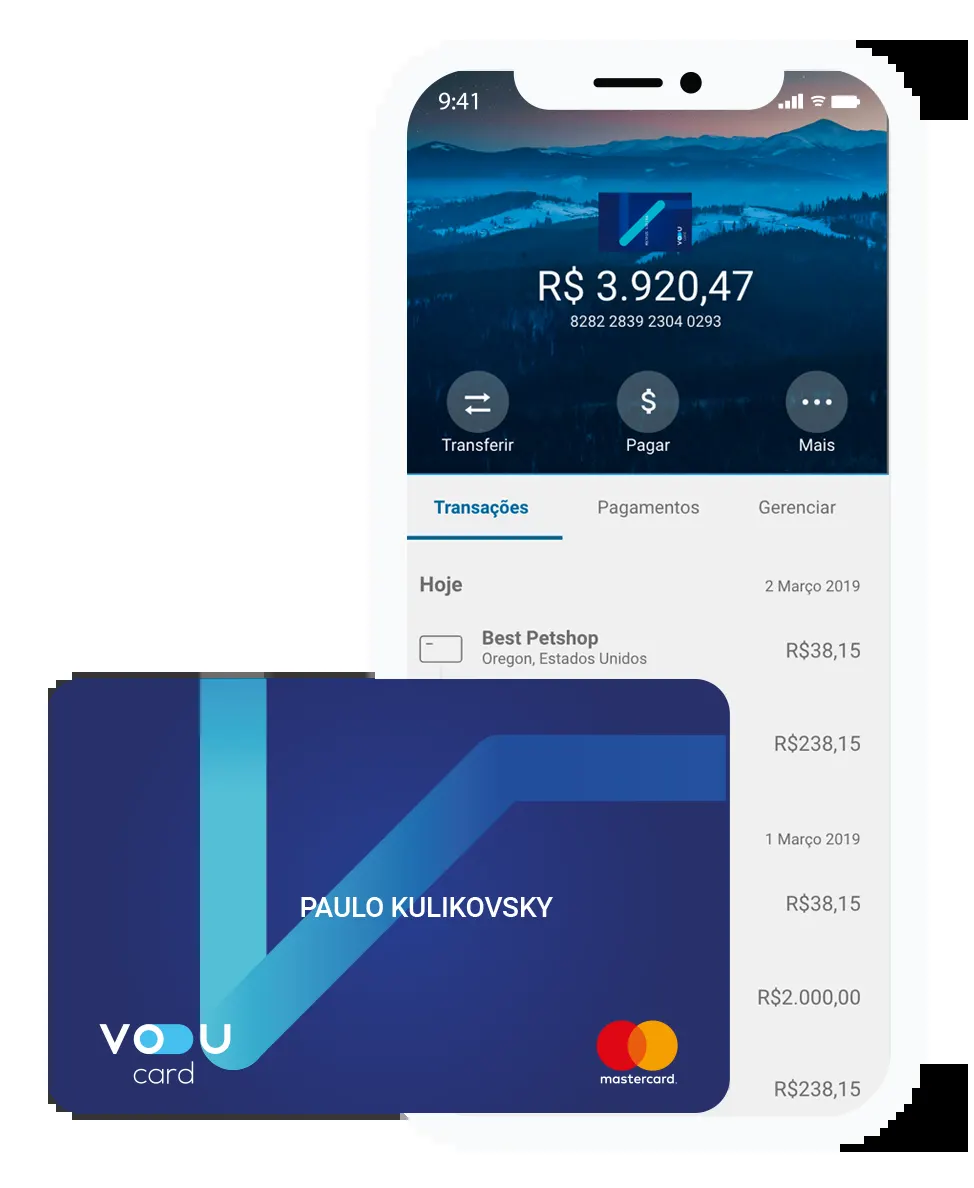 9:41
R$ 3.920,47
8282 2839 2304 0293
Transferir Pagar Mais
Transações Pagamentos Gerenciar
Hoje 2 Março 2019
Best Petshop
Oregon, Estados Unidos
R$38,15
R$238,15
1 Março 2019
R$38,15
R$2.000,00
R$238,15
PAULO KULIKOVSKY
VOOU
card
mastercard.